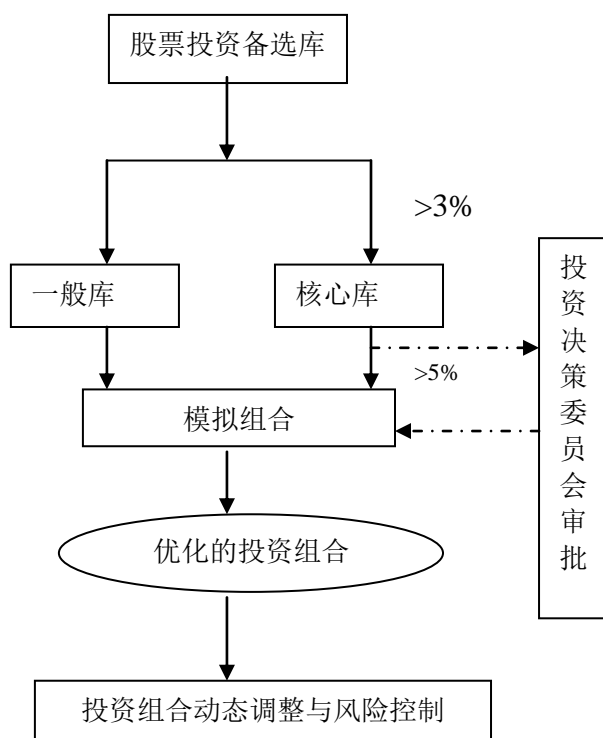 股票投资备选库
>3%
一般库
核心库
投资决策委员会审批
>5%
模拟组合
优化的投资组合
投资组合动态调整与风险控制